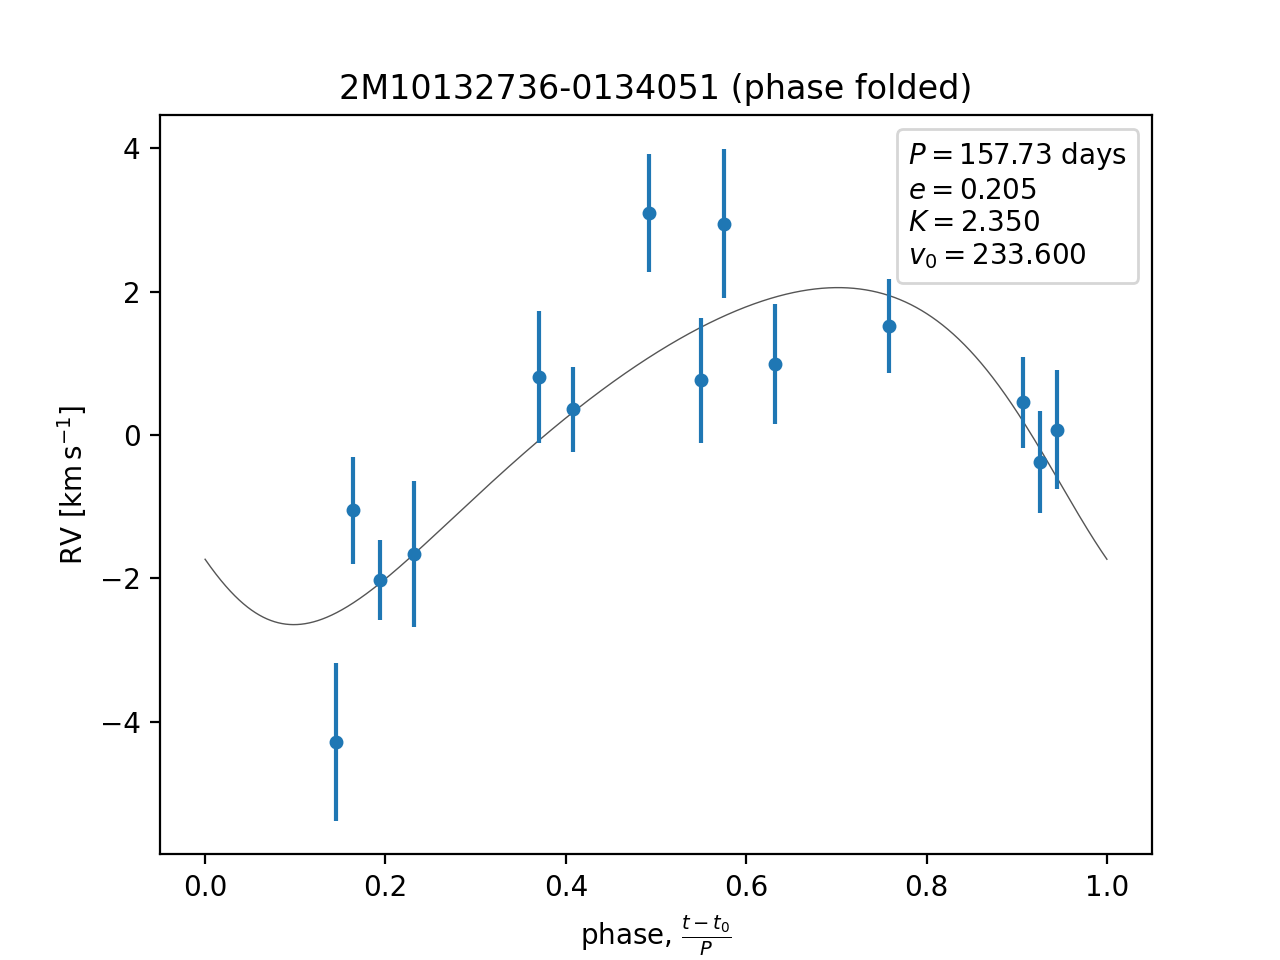 2M10132736-0134051 (phase folded)
P = 157.73 days
e = 0.205
K = 2.350
v₀ = 233.600
4
2
0
−2
−4
RV [km s⁻¹]
0.0 0.2 0.4 0.6 0.8 1.0
phase, (t − t₀)/P